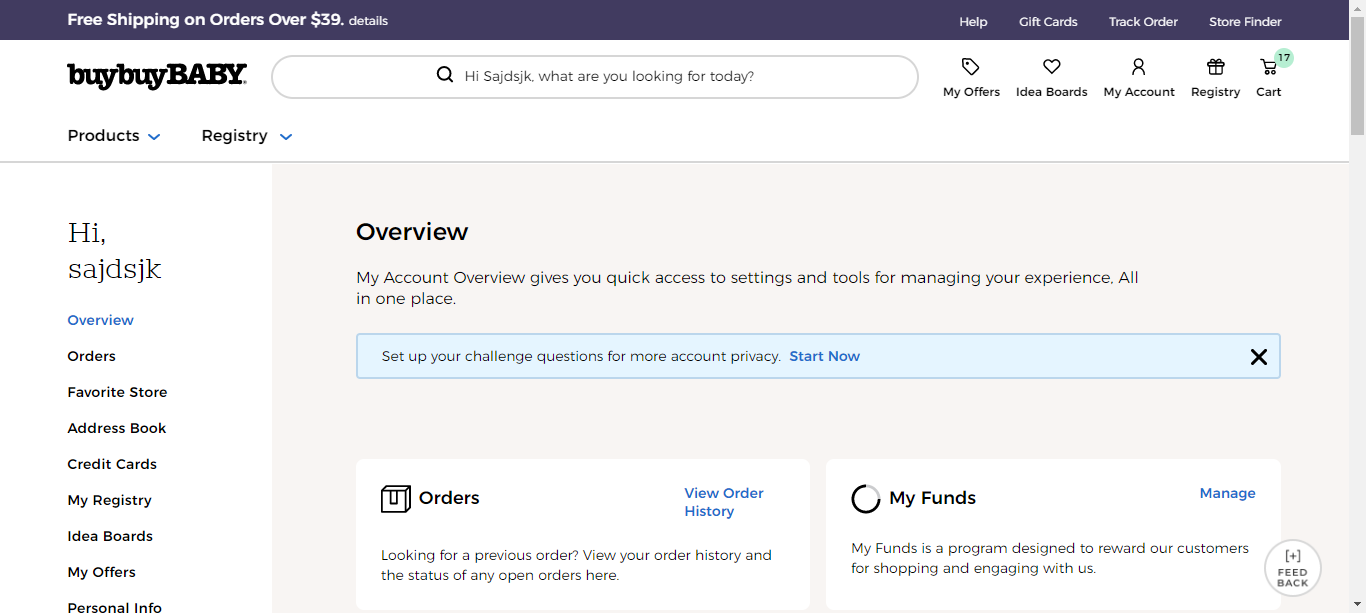 Free Shipping on Orders Over $39. details
Help
Gift Cards
Track Order
Store Finder
buybuyBABY
Hi Sajdsjk, what are you looking for today?
My Offers
Idea Boards
My Account
Registry
17
Cart
Products
Registry
Hi,
sajdsjk
Overview
Orders
Favorite Store
Address Book
Credit Cards
My Registry
Idea Boards
My Offers
Personal Info
Overview
My Account Overview gives you quick access to settings and tools for managing your experience, All
in one place.
Set up your challenge questions for more account privacy. Start Now
Orders
View Order
History
Looking for a previous order? View your order history and
the status of any open orders here.
My Funds
Manage
My Funds is a program designed to reward our customers
for shopping and engaging with us.
[+]
FEED
BACK